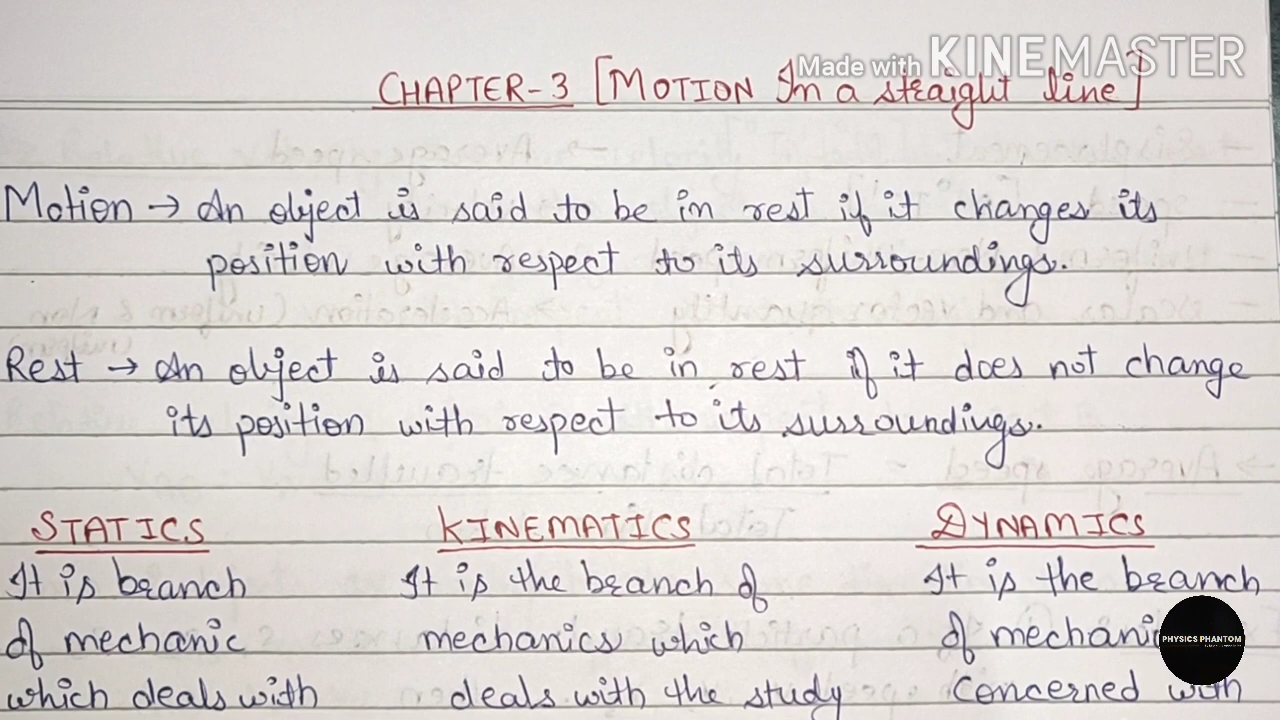 Made with KINEMASTER
CHAPTER-3 [MOTION In a straight line]
Motion → An object is said to be in rest if it changes its
position with respect to its surroundings.
Rest → An object is said to be in rest if it does not change
its position with respect to its surroundings.
STATICS KINEMATICS DYNAMICS
It is branch It is the branch of It is the branch
of mechanic mechanics which of mechani
which deals with deals with the study concerned with
PHYSICS PHANTOM